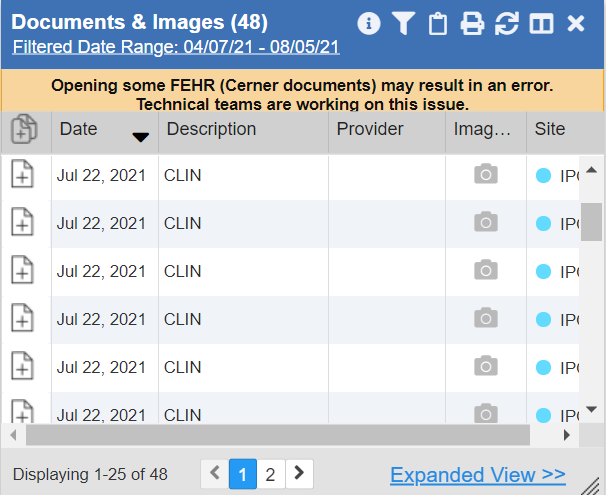 Documents & Images (48)
Filtered Date Range: 04/07/21 - 08/05/21
Opening some FEHR (Cerner documents) may result in an error.
Technical teams are working on this issue.
Date Description Provider Imag... Site
Jul 22, 2021 CLIN
Jul 22, 2021 CLIN
Jul 22, 2021 CLIN
Jul 22, 2021 CLIN
Jul 22, 2021 CLIN
Jul 22, 2021 CLIN
Displaying 1-25 of 48 < 1 2 > Expanded View >>